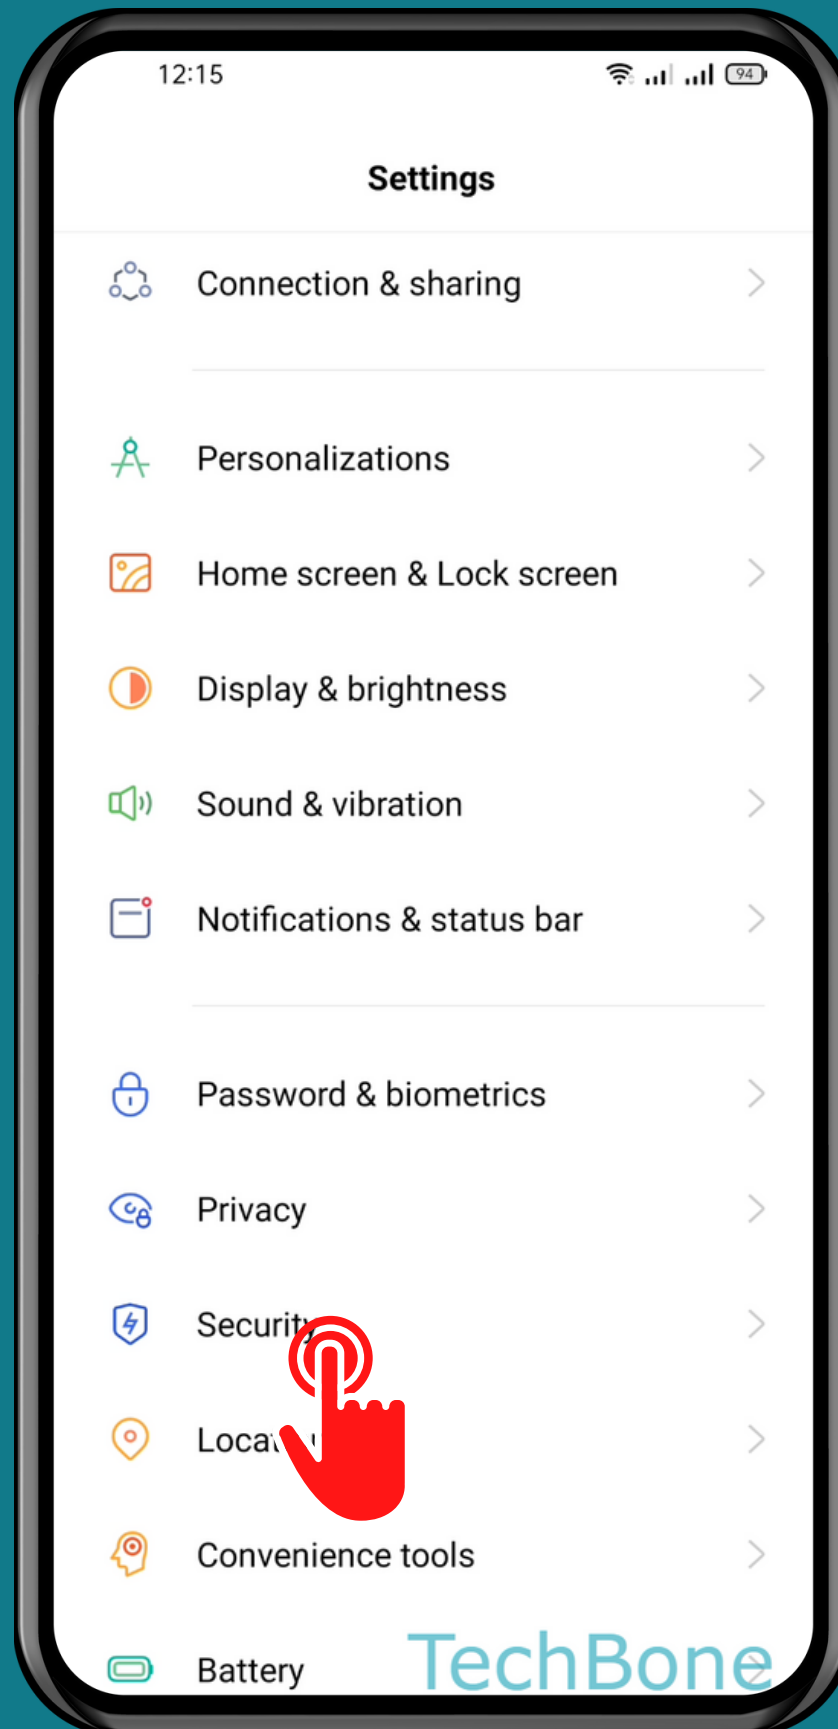 12:15
94
Settings
Connection & sharing
Personalizations
Home screen & Lock screen
Display & brightness
Sound & vibration
Notifications & status bar
Password & biometrics
Privacy
Security
Convenience tools
Battery
TechBone